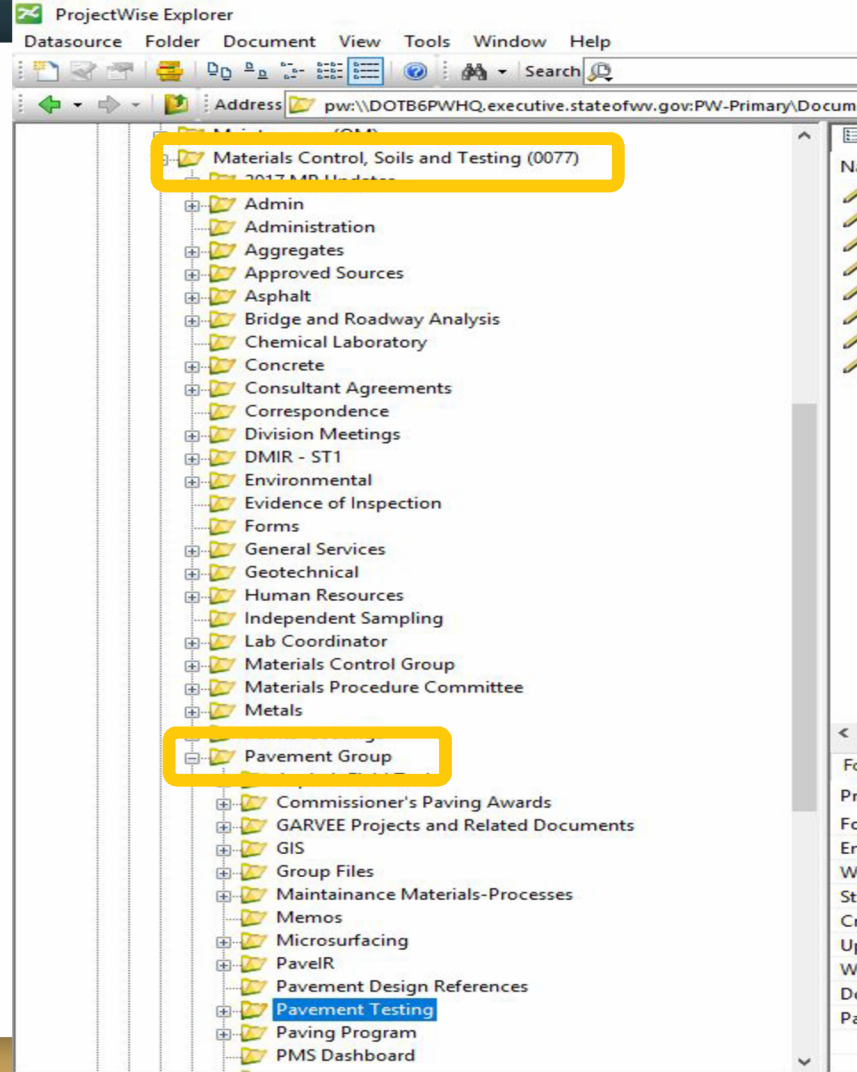 ProjectWise Explorer
Datasource Folder Document View Tools Window Help
Search
Address pw:\\DOTB6PWHQ.executive.stateofwv.gov:PW-Primary\Docum
Materials Control, Soils and Testing (0077)
2017 MP Updates
Admin
Administration
Aggregates
Approved Sources
Asphalt
Bridge and Roadway Analysis
Chemical Laboratory
Concrete
Consultant Agreements
Correspondence
Division Meetings
DMIR - ST1
Environmental
Evidence of Inspection
Forms
General Services
Geotechnical
Human Resources
Independent Sampling
Lab Coordinator
Materials Control Group
Materials Procedure Committee
Metals
Pavement Group
Commissioner's Paving Awards
GARVEE Projects and Related Documents
GIS
Group Files
Maintainance Materials-Processes
Memos
Microsurfacing
PaveIR
Pavement Design References
Pavement Testing
Paving Program
PMS Dashboard